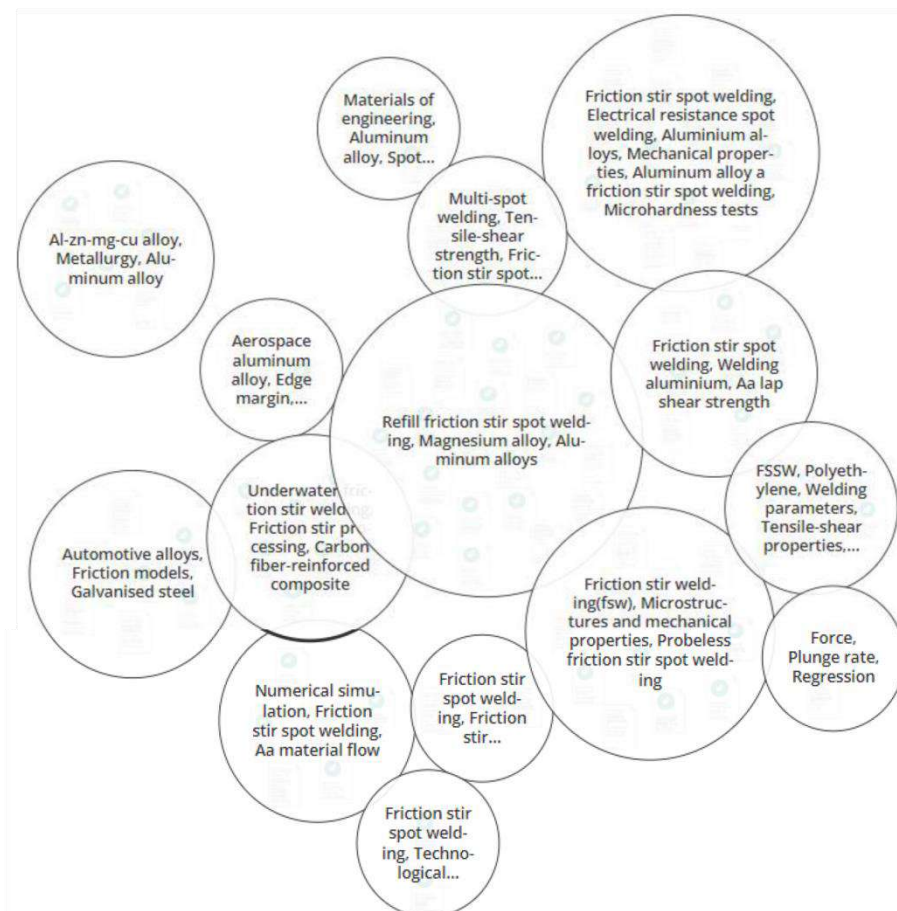 Materials of
engineering,
Aluminum
alloy, Spot...
Friction stir spot welding,
Electrical resistance spot
welding, Aluminium al-
loys, Mechanical proper-
ties, Aluminum alloy a
friction stir spot welding,
Microhardness tests
Multi-spot
welding, Ten-
sile-shear
strength, Fric-
tion stir spot...
Al-zn-mg-cu alloy,
Metallurgy, Alu-
minum alloy
Aerospace
aluminum
alloy, Edge
margin,...
Friction stir spot
welding, Welding
aluminium, Aa lap
shear strength
Refill friction stir spot weld-
ing, Magnesium alloy, Alu-
minum alloys
FSSW, Polyeth-
ylene, Welding
parameters,
Tensile-shear
properties,...
Underwater fric-
tion stir welding,
Friction stir pro-
cessing, Carbon
fiber-reinforced
composite
Automotive alloys,
Friction models,
Galvanised steel
Friction stir weld-
ing(fsw), Microstruc-
tures and mechanical
properties, Probeless
friction stir spot weld-
ing
Force,
Plunge rate,
Regression
Numerical simu-
lation, Friction
stir spot welding,
Aa material flow
Friction stir
spot weld-
ing, Friction
stir...
Friction stir
spot weld-
ing, Techno-
logical...